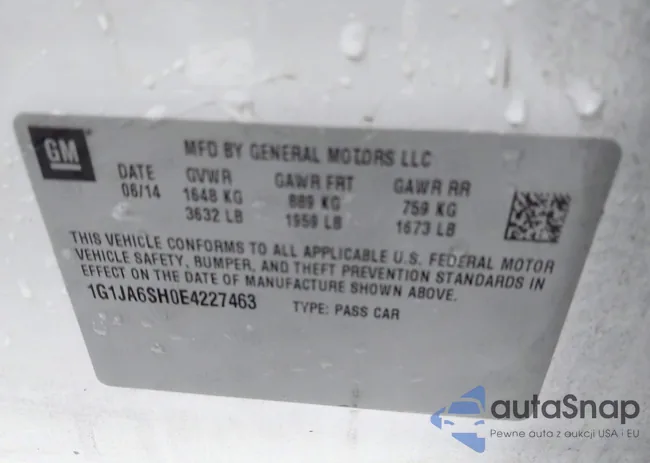 GM
MFD BY GENERAL MOTORS LLC
DATE GVWR GAWR FRT GAWR RR
06/14 1648 KG 889 KG 759 KG
3632 LB 1959 LB 1673 LB
THIS VEHICLE CONFORMS TO ALL APPLICABLE U.S. FEDERAL MOTOR
VEHICLE SAFETY, BUMPER, AND THEFT PREVENTION STANDARDS IN
EFFECT ON THE DATE OF MANUFACTURE SHOWN ABOVE.
1G1JA6SH0E4227463 TYPE: PASS CAR
autaSnap
Pewne auta z aukcji USA i EU